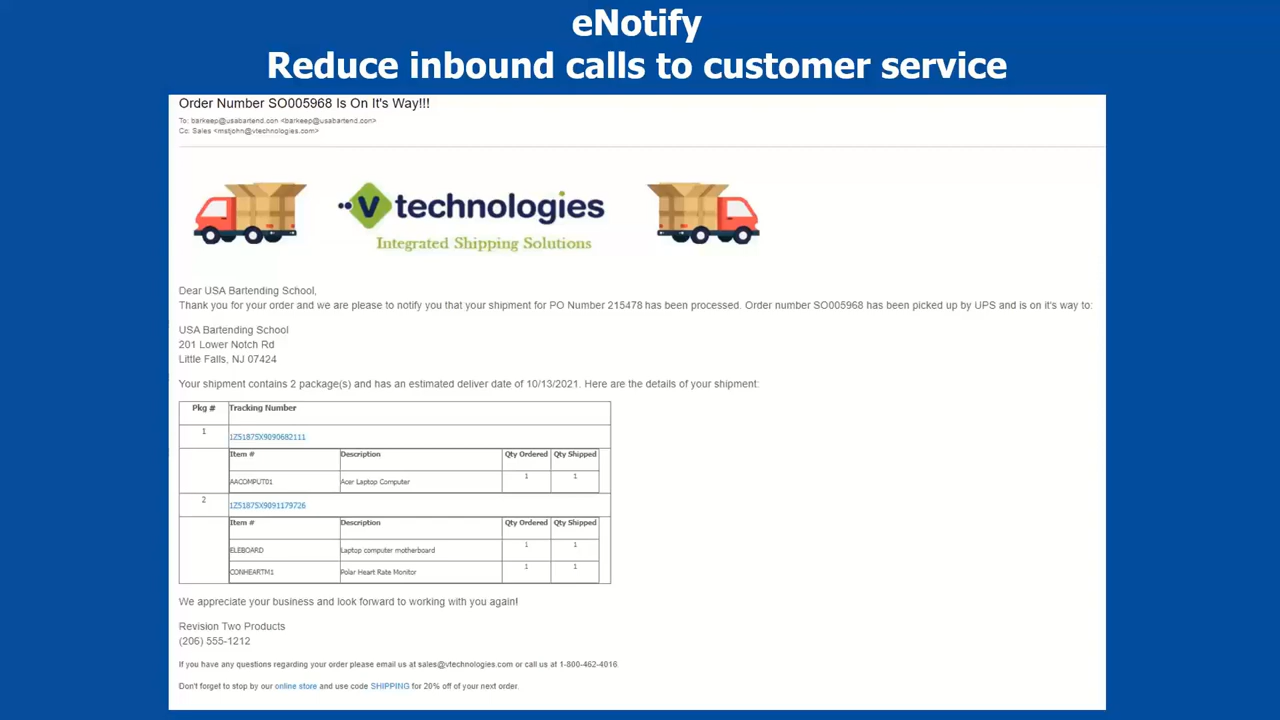 eNotify
Reduce inbound calls to customer service
Order Number SO005968 Is On It's Way!!!
To: barkeep@usabartend.con <barkeep@usabartend.con>
Cc: Sales <mstjohn@vtechnologies.com>
V technologies
Integrated Shipping Solutions
Dear USA Bartending School,
Thank you for your order and we are please to notify you that your shipment for PO Number 215478 has been processed. Order number SO005968 has been picked up by UPS and is on it's way to:
USA Bartending School
201 Lower Notch Rd
Little Falls, NJ 07424
Your shipment contains 2 package(s) and has an estimated deliver date of 10/13/2021. Here are the details of your shipment:
Pkg # Tracking Number
1 1Z51875X9090682111
Item # Description Qty Ordered Qty Shipped
AACOMPUT01 Acer Laptop Computer 1 1
2 1Z51875X9091179726
Item # Description Qty Ordered Qty Shipped
ELEBOARD Laptop computer motherboard 1 1
CONHEARTM1 Polar Heart Rate Monitor 1 1
We appreciate your business and look forward to working with you again!
Revision Two Products
(206) 555-1212
If you have any questions regarding your order please email us at sales@vtechnologies.com or call us at 1-800-462-4016
Don't forget to stop by our online store and use code SHIPPING for 20% off of your next order.